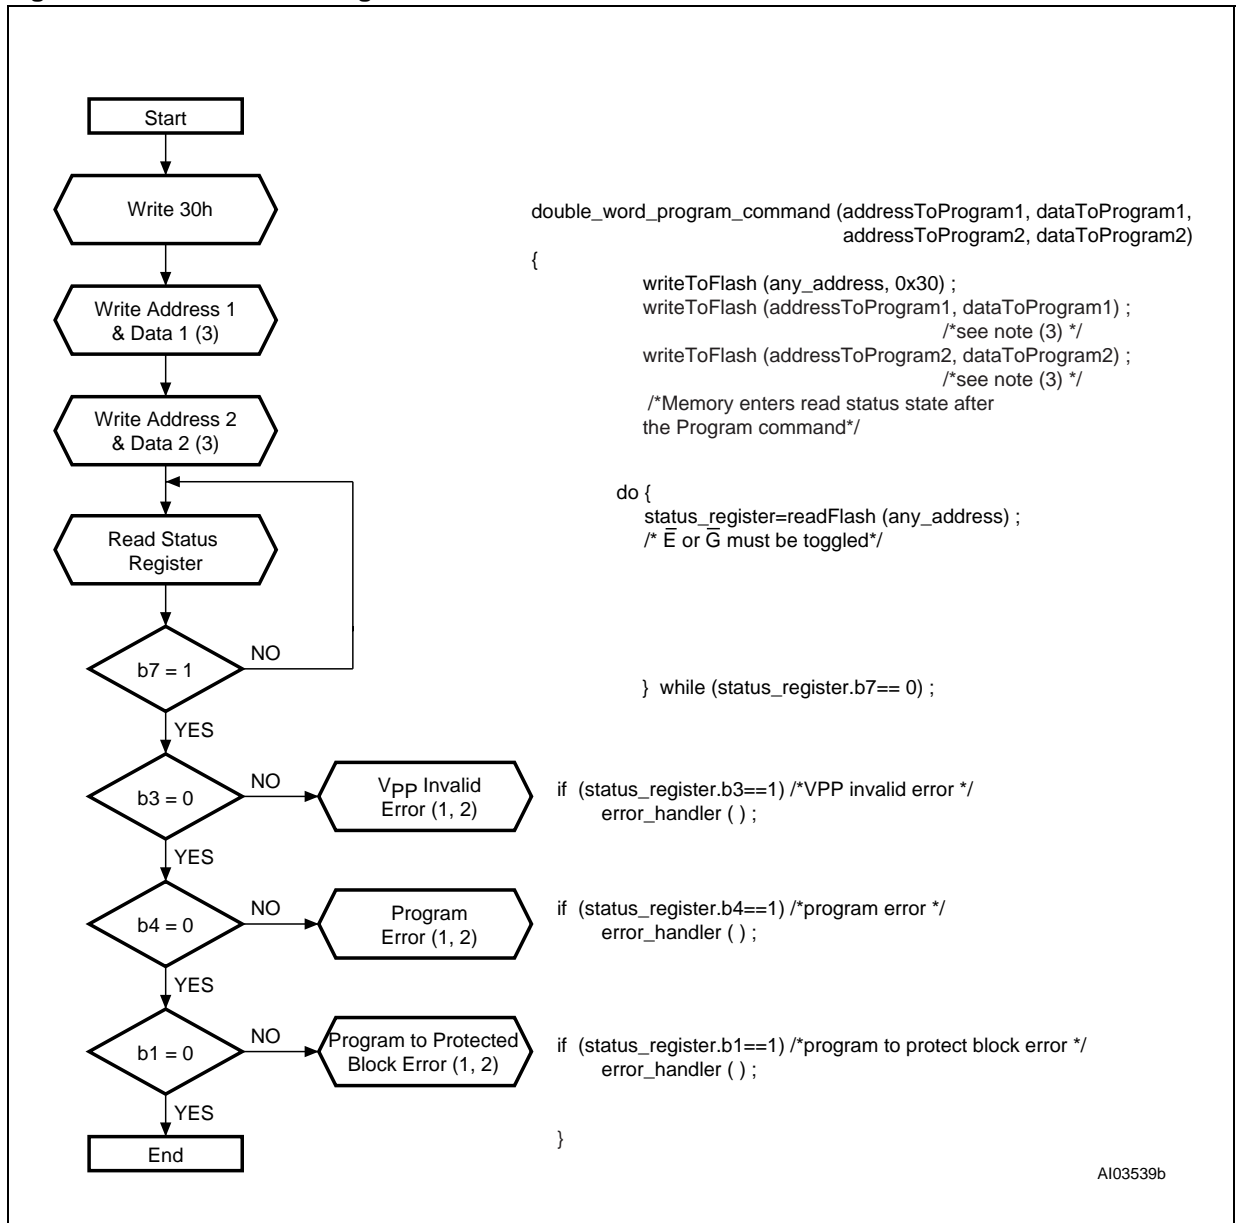 Start
Write 30h
Write Address 1
& Data 1 (3)
Write Address 2
& Data 2 (3)
Read Status
Register
b7 = 1
NO
YES
b3 = 0
NO
VPP Invalid
Error (1, 2)
YES
b4 = 0
NO
Program
Error (1, 2)
YES
b1 = 0
NO
Program to Protected
Block Error (1, 2)
YES
End
double_word_program_command (addressToProgram1, dataToProgram1,
addressToProgram2, dataToProgram2)
{
writeToFlash (any_address, 0x30) ;
writeToFlash (addressToProgram1, dataToProgram1) ;
/*see note (3) */
writeToFlash (addressToProgram2, dataToProgram2) ;
/*see note (3) */
/*Memory enters read status state after
the Program command*/
do {
status_register=readFlash (any_address) ;
/* E̅ or G̅ must be toggled*/
} while (status_register.b7== 0) ;
if (status_register.b3==1) /*VPP invalid error */
error_handler ( ) ;
if (status_register.b4==1) /*program error */
error_handler ( ) ;
if (status_register.b1==1) /*program to protect block error */
error_handler ( ) ;
}
AI03539b